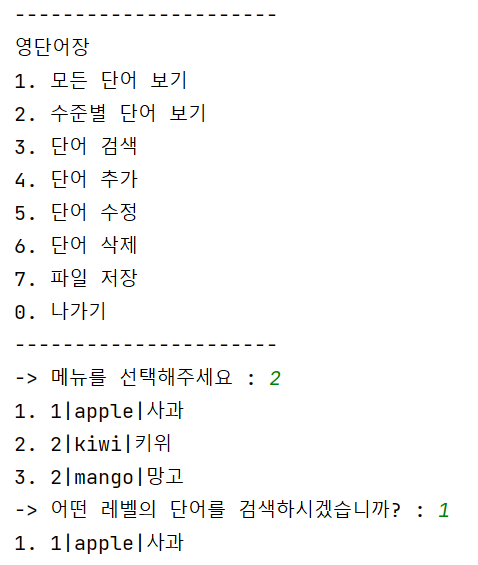 ----------------------
영단어장
1. 모든 단어 보기
2. 수준별 단어 보기
3. 단어 검색
4. 단어 추가
5. 단어 수정
6. 단어 삭제
7. 파일 저장
0. 나가기
----------------------
-> 메뉴를 선택해주세요 : 2
1. 1|apple|사과
2. 2|kiwi|키위
3. 2|mango|망고
-> 어떤 레벨의 단어를 검색하시겠습니까? : 1
1. 1|apple|사과